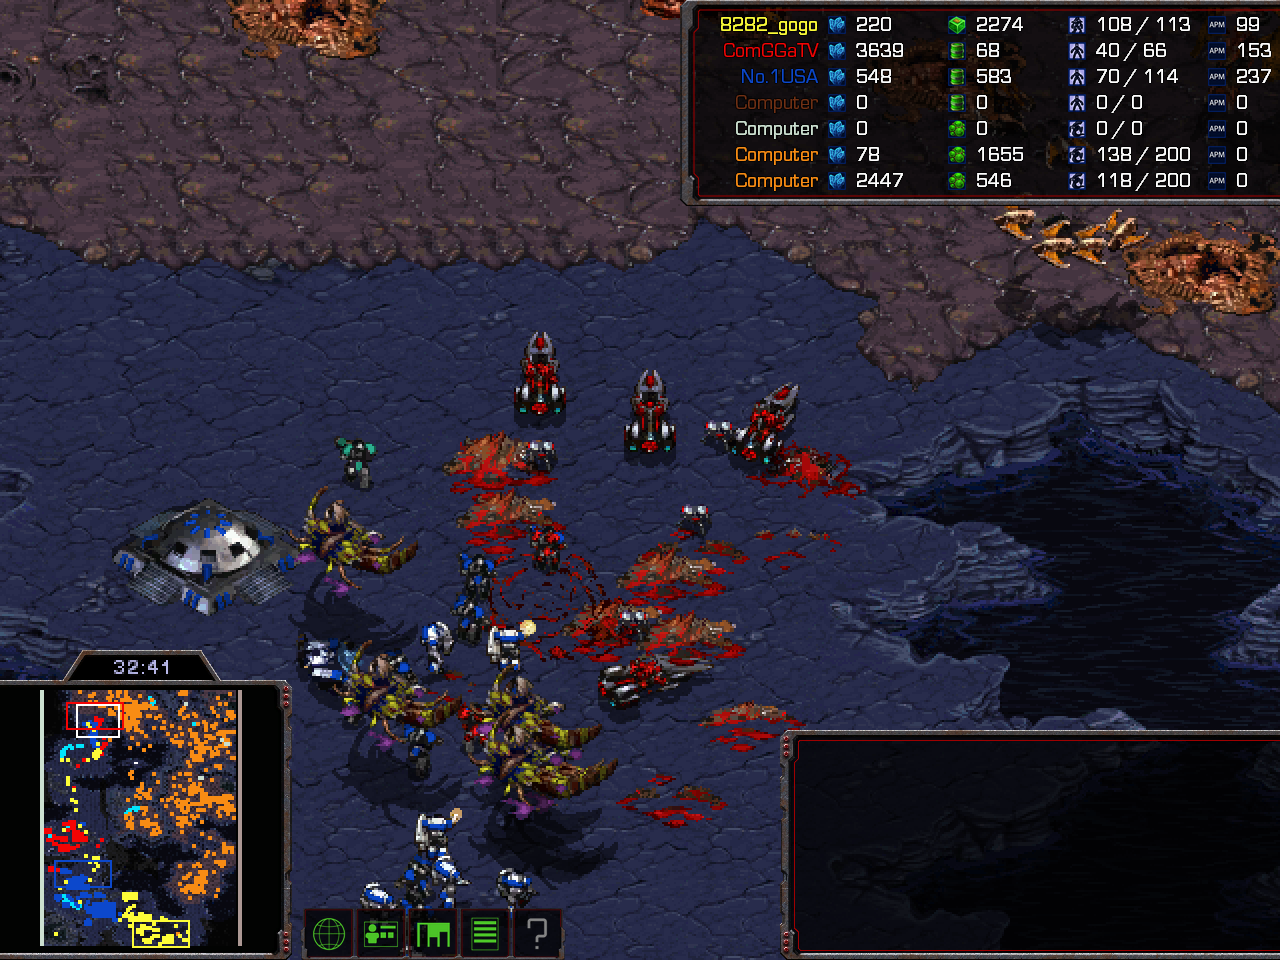 8282_gogo 220 2274 108 / 113 APM 99
ComGGaTV 3639 68 40 / 66 APM 153
No.1USA 548 583 70 / 114 APM 237
Computer 0 0 0 / 0 APM 0
Computer 0 0 0 / 0 APM 0
Computer 78 1655 138 / 200 APM 0
Computer 2447 546 118 / 200 APM 0
32:41
?